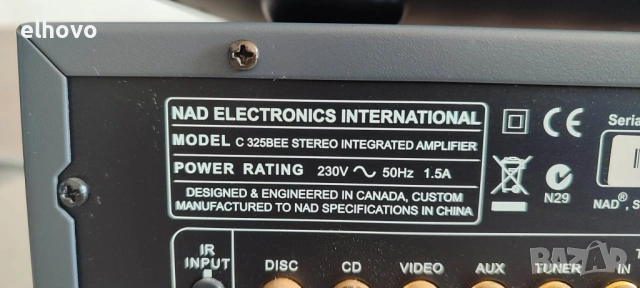 elhovo
NAD ELECTRONICS INTERNATIONAL
MODEL C 325BEE STEREO INTEGRATED AMPLIFIER
POWER RATING 230V ~ 50Hz 1.5A
DESIGNED & ENGINEERED IN CANADA, CUSTOM
MANUFACTURED TO NAD SPECIFICATIONS IN CHINA
CE
N29
Seria
NAD®, S
IR
INPUT
DISC CD VIDEO AUX TUNER IN
BAZAR